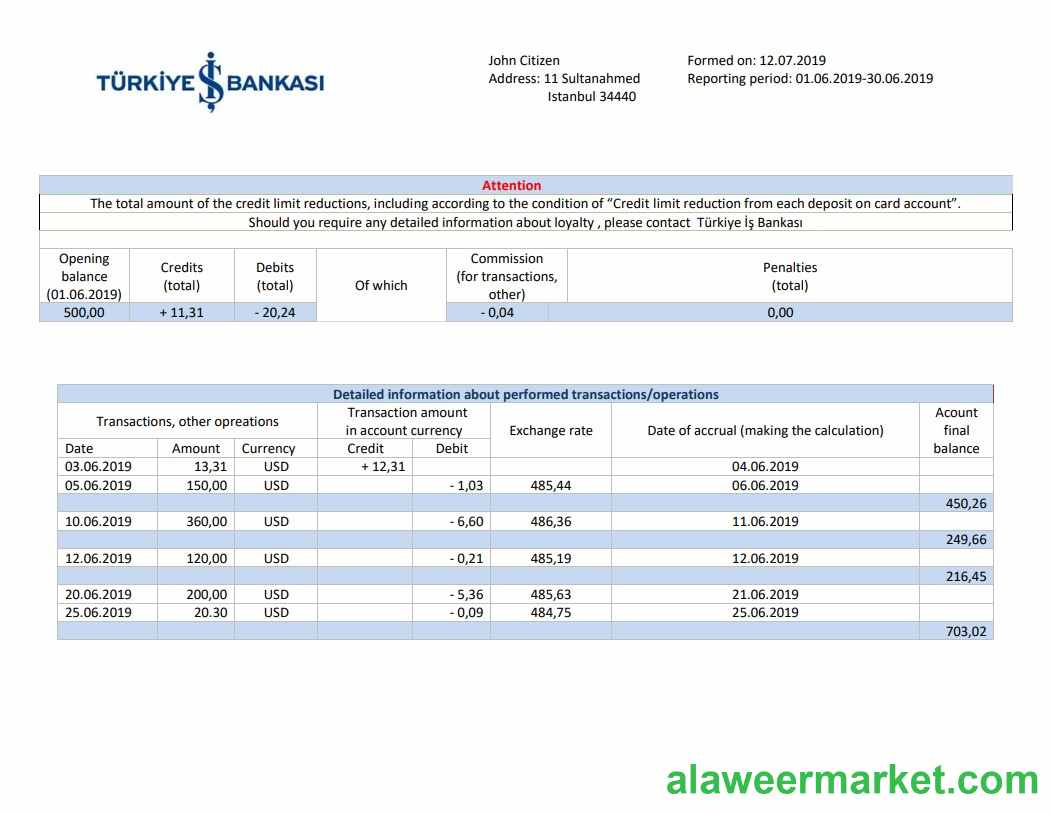 TÜRKİYE İŞ BANKASI
John Citizen
Address: 11 Sultanahmed
Istanbul 34440
Formed on: 12.07.2019
Reporting period: 01.06.2019-30.06.2019
Attention
The total amount of the credit limit reductions, including according to the condition of “Credit limit reduction from each deposit on card account”.
Should you require any detailed information about loyalty , please contact Türkiye İş Bankası
Opening balance (01.06.2019) Credits (total) Debits (total) Of which Commission (for transactions, other) Penalties (total)
500,00 + 11,31 - 20,24 - 0,04 0,00
Detailed information about performed transactions/operations
Transactions, other opreations Transaction amount in account currency Exchange rate Date of accrual (making the calculation) Acount final balance
Date Amount Currency Credit Debit
03.06.2019 13,31 USD + 12,31 04.06.2019
05.06.2019 150,00 USD - 1,03 485,44 06.06.2019
450,26
10.06.2019 360,00 USD - 6,60 486,36 11.06.2019
249,66
12.06.2019 120,00 USD - 0,21 485,19 12.06.2019
216,45
20.06.2019 200,00 USD - 5,36 485,63 21.06.2019
25.06.2019 20.30 USD - 0,09 484,75 25.06.2019
703,02
alaweermarket.com